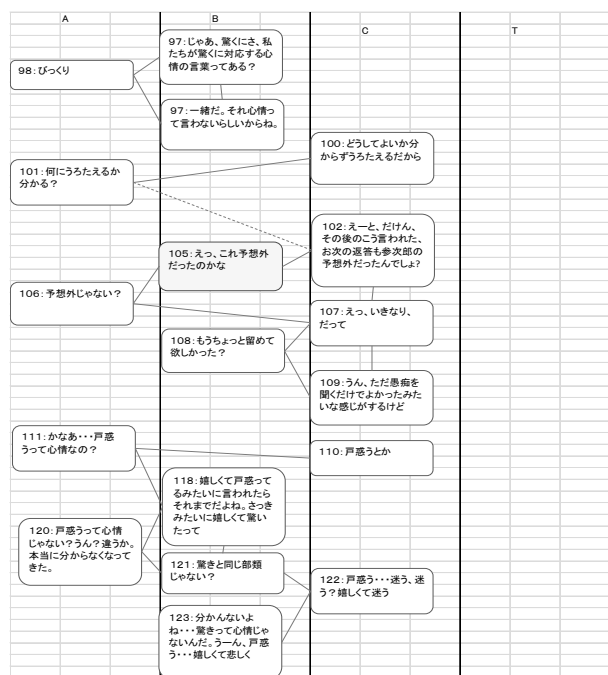 A
B
C
T
97：じゃあ、驚くにさ、私
たちが驚くに対応する心
情の言葉ってある？
98：びっくり
97：一緒だ。それ心情っ
て言わないらしいからね。
100：どうしてよいか分
からずうろたえるだから
101：何にうろたえるか
分かる？
102：えーと、だけん、
その後のこう言われた、
お次の返答も参次郎の
予想外だったんでしょ？
105：えっ、これ予想外
だったのかな
106：予想外じゃない？
107：えっ、いきなり、
だって
108：もうちょっと留めて
欲しかった？
109：うん、ただ愚痴を
聞くだけでよかったみた
いな感じがするけど
111：かなあ・・・戸惑
うって心情なの？
110：戸惑うとか
118：嬉しくて戸惑って
るみたいに言われたら
それまでだよね。さっき
みたいに嬉しくて驚い
たって
120：戸惑うって心情
じゃない？うん？違うか。
本当に分からなくなって
きた。
121：驚きと同じ部類
じゃない？
122：戸惑う・・・迷う、迷
う？嬉しくて迷う
123：分かんないよ
ね・・・驚きって心情じゃ
ないんだ。うーん、戸惑
う・・・嬉しくて悲しく